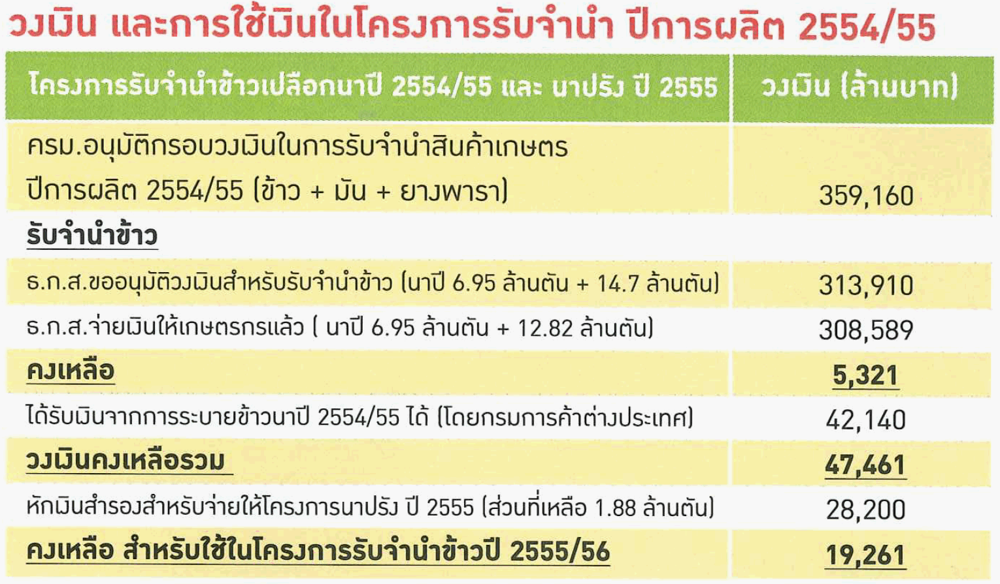 วงเงิน และการใช้เงินในโครงการรับจำนำ ปีการผลิต 2554/55
โครงการรับจำนำข้าวเปลือกนาปี 2554/55 และ นาปรัง ปี 2555 วงเงิน (ล้านบาท)
ครม.อนุมัติกรอบวงเงินในการรับจำนำสินค้าเกษตร
ปีการผลิต 2554/55 (ข้าว + มัน + ยางพารา) 359,160
รับจำนำข้าว
ธ.ก.ส.ขออนุมัติวงเงินสำหรับรับจำนำข้าว (นาปี 6.95 ล้านตัน + 14.7 ล้านตัน) 313,910
ธ.ก.ส.จ่ายเงินให้เกษตรกรแล้ว ( นาปี 6.95 ล้านตัน + 12.82 ล้านตัน) 308,589
คงเหลือ 5,321
ได้รับเงินจากการระบายข้าวนาปี 2554/55 ได้ (โดยกรมการค้าต่างประเทศ) 42,140
วงเงินคงเหลือรวม 47,461
หักเงินสำรองสำหรับจ่ายให้โครงการนาปรัง ปี 2555 (ส่วนที่เหลือ 1.88 ล้านตัน) 28,200
คงเหลือ สำหรับใช้ในโครงการรับจำนำข้าวปี 2555/56 19,261